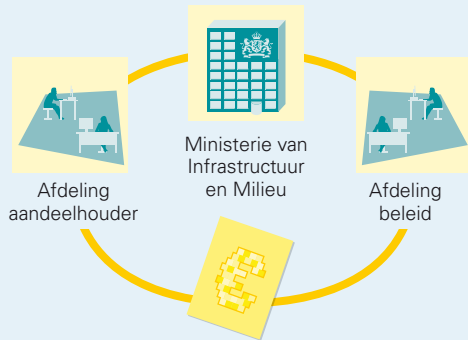 Ministerie van
Infrastructuur
en Milieu
Afdeling
aandeelhouder
Afdeling
beleid
€